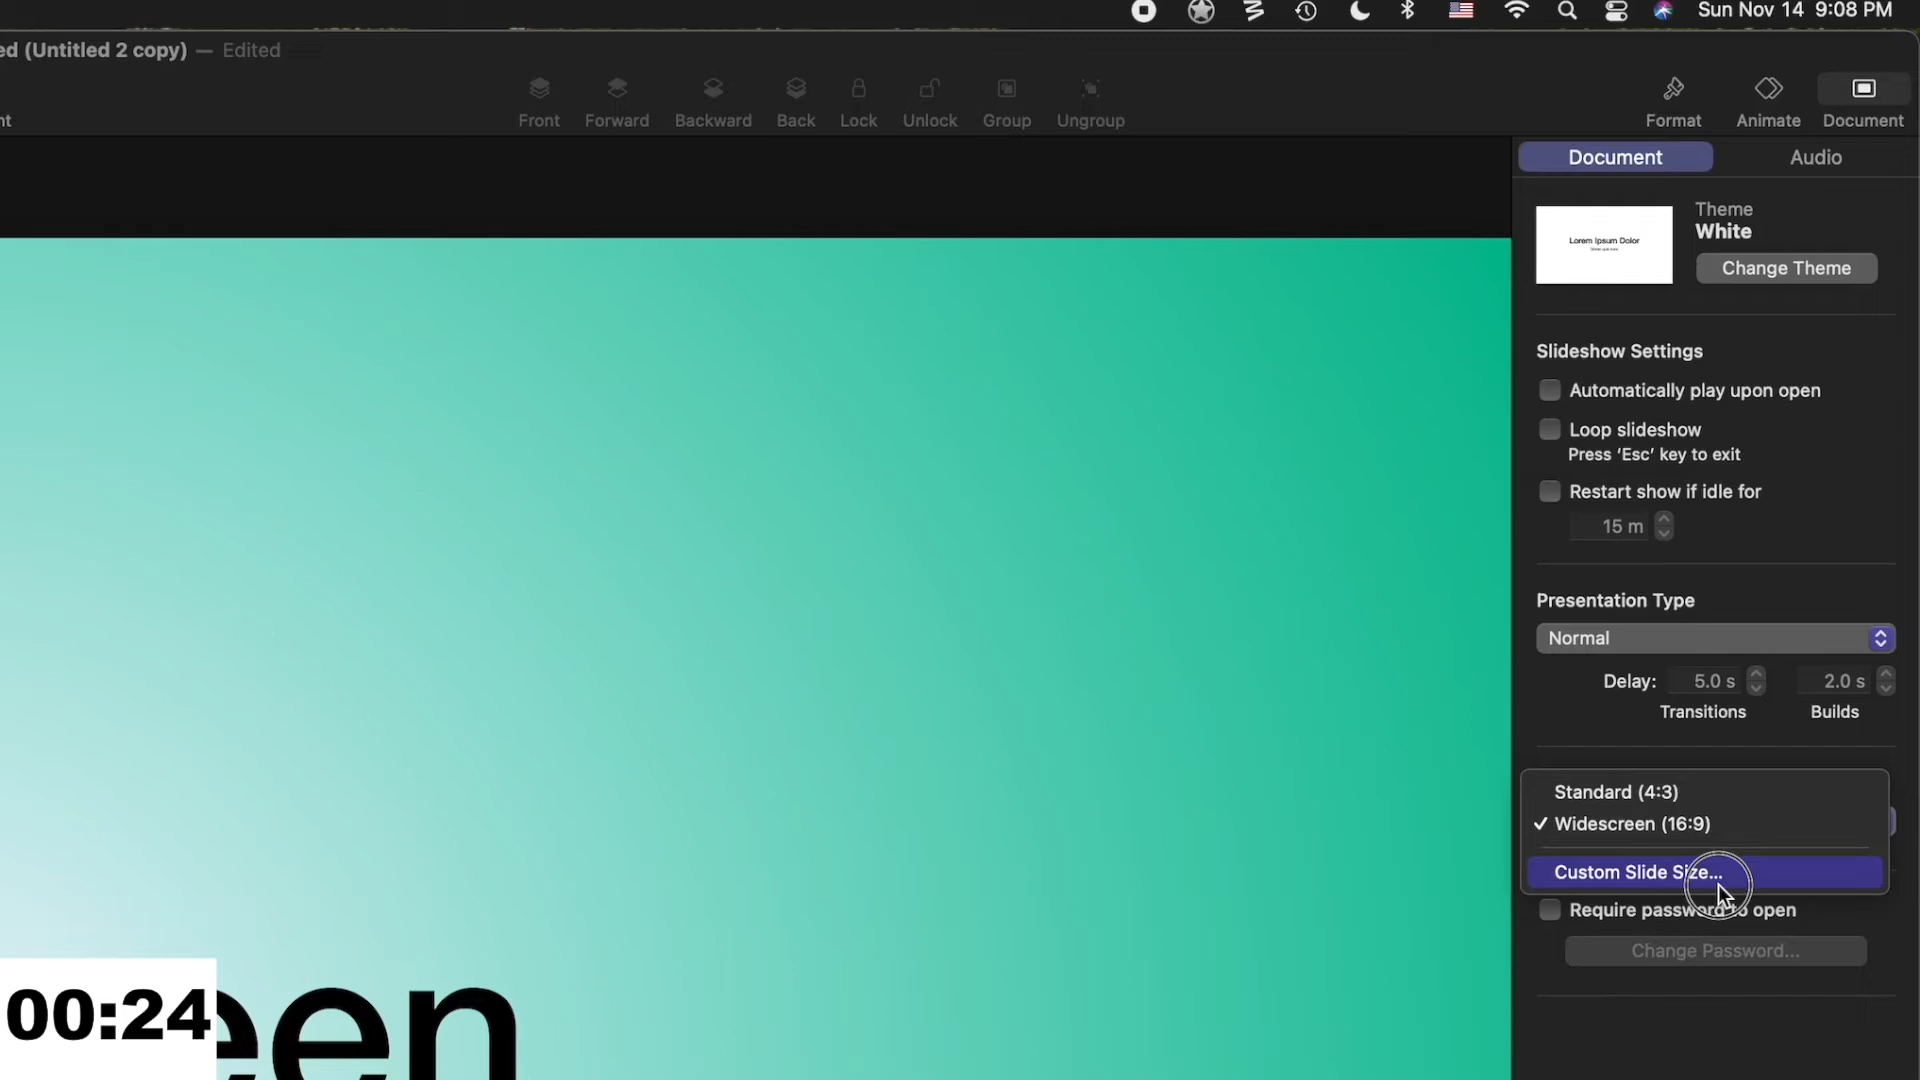 Sun Nov 14 9:08 PM
ed (Untitled 2 copy) — Edited
nt
Front Forward Backward Back Lock Unlock Group Ungroup
Format Animate Document
Document Audio
Lorem Ipsum Dolor
Theme
White
Change Theme
Slideshow Settings
Automatically play upon open
Loop slideshow
Press ‘Esc’ key to exit
Restart show if idle for
15 m
Presentation Type
Normal
Delay: 5.0 s 2.0 s
Transitions Builds
Standard (4:3)
✓ Widescreen (16:9)
Custom Slide Size...
Require password to open
Change Password...
00:24
een